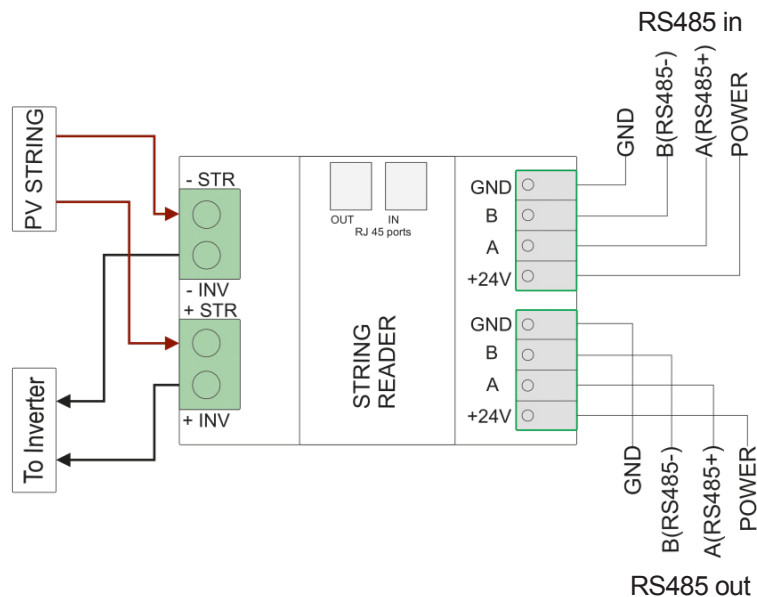 RS485 in
GND
B(RS485-)
A(RS485+)
POWER
PV STRING
- STR
- INV
+ STR
+ INV
To Inverter
OUT
IN
RJ 45 ports
STRING
READER
GND
B
A
+24V
GND
B
A
+24V
GND
B(RS485-)
A(RS485+)
POWER
RS485 out